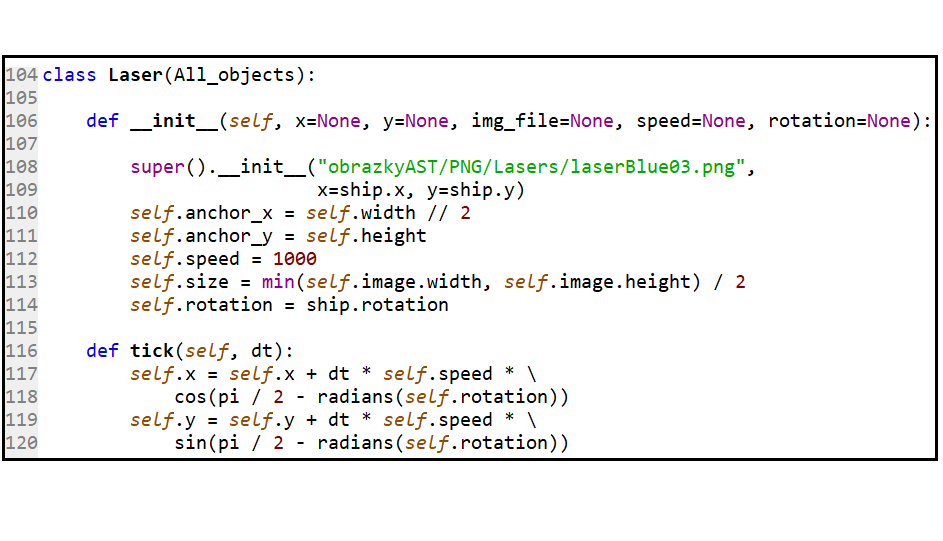 104 class Laser(All_objects):
105
106     def __init__(self, x=None, y=None, img_file=None, speed=None, rotation=None):
107
108         super().__init__("obrazkyAST/PNG/Lasers/laserBlue03.png",
109                          x=ship.x, y=ship.y)
110         self.anchor_x = self.width // 2
111         self.anchor_y = self.height
112         self.speed = 1000
113         self.size = min(self.image.width, self.image.height) / 2
114         self.rotation = ship.rotation
115
116     def tick(self, dt):
117         self.x = self.x + dt * self.speed * \
118             cos(pi / 2 - radians(self.rotation))
119         self.y = self.y + dt * self.speed * \
120             sin(pi / 2 - radians(self.rotation))